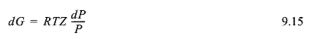 dG = RTZ dP/P 9.15